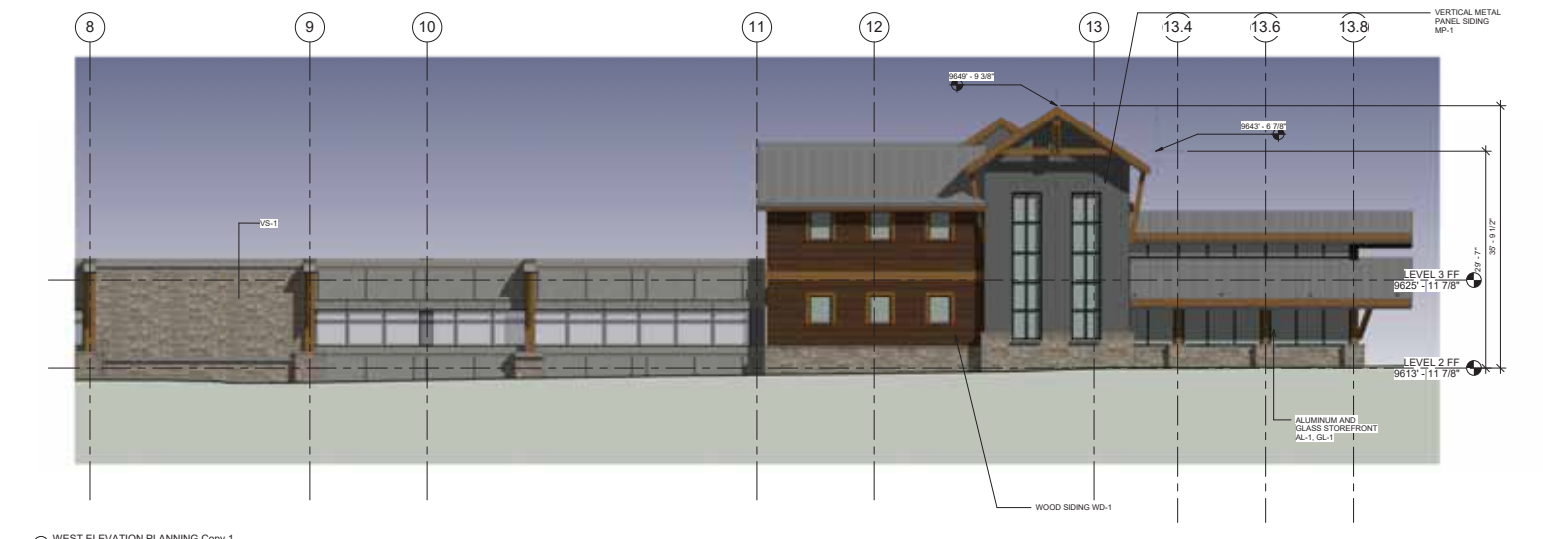 8
9
10
11
12
13
13.4
13.6
13.8
VERTICAL METAL
PANEL SIDING
MP-1
9649' - 9 3/8"
9643' - 6 7/8"
VS-1
35' - 9 1/2"
29' - 7"
LEVEL 3 FF
9625' - 11 7/8"
LEVEL 2 FF
9613' - 11 7/8"
ALUMINUM AND
GLASS STOREFRONT
AL-1, GL-1
WOOD SIDING WD-1
WEST ELEVATION PLANNING Copy 1